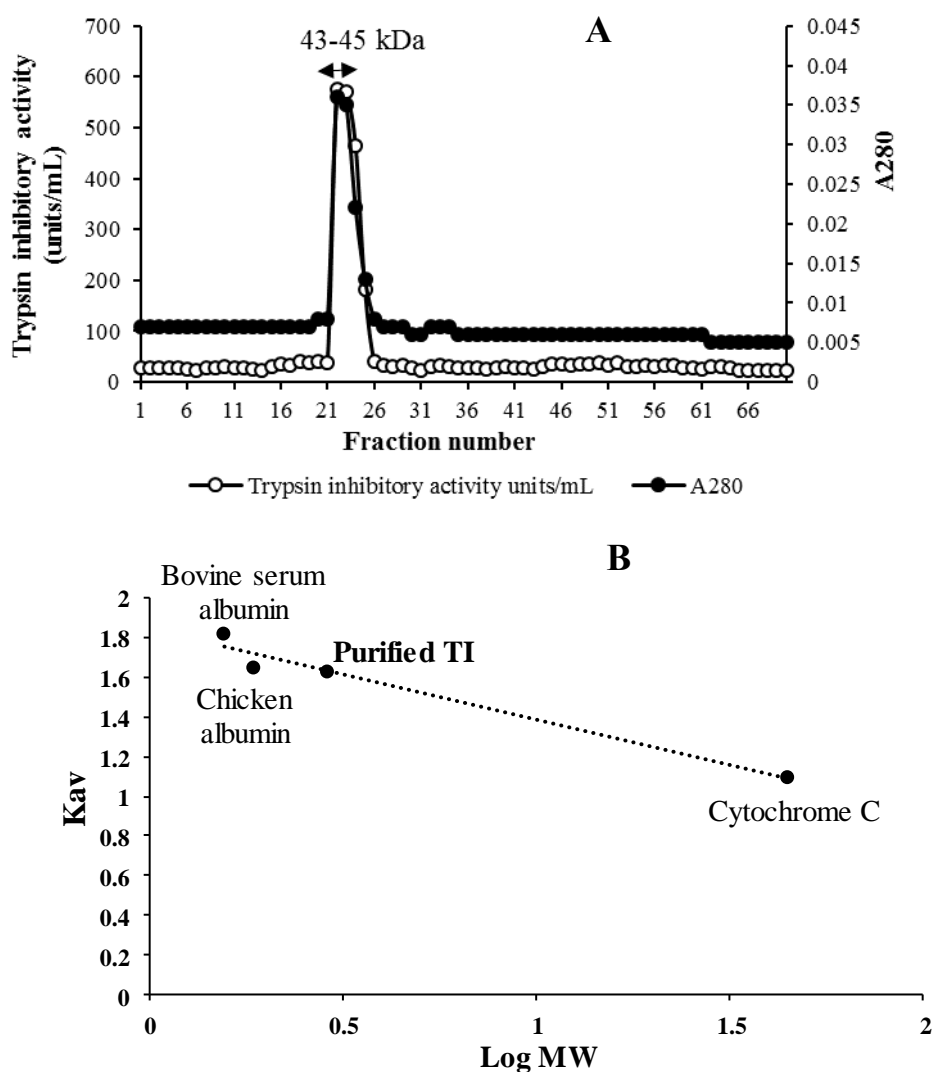 A
43-45 kDa
Trypsin inhibitory activity
(units/mL)
700
600
500
400
300
200
100
0
0.045
0.04
0.035
0.03
0.025
0.02
0.015
0.01
0.005
0
A280
1 6 11 16 21 26 31 36 41 46 51 56 61 66
Fraction number
Trypsin inhibitory activity units/mL A280
B
Bovine serum
albumin
Purified TI
Chicken
albumin
Cytochrome C
Kav
2
1.8
1.6
1.4
1.2
1
0.8
0.6
0.4
0.2
0
0 0.5 1 1.5 2
Log MW